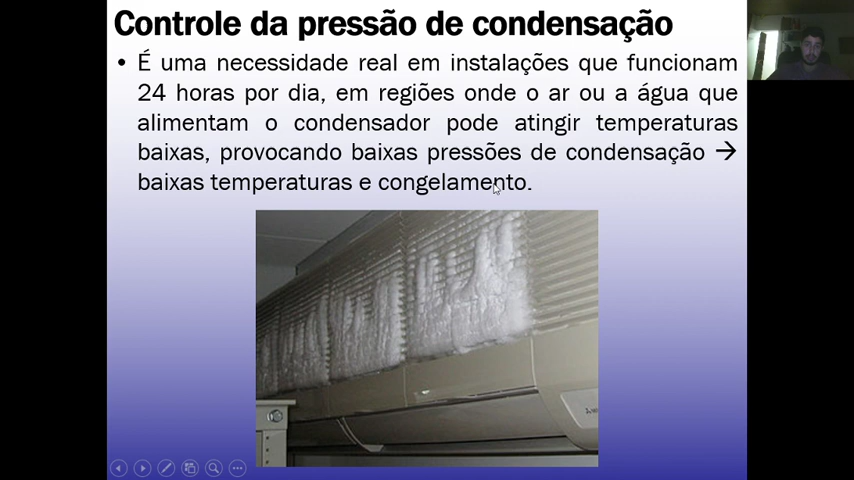 Controle da pressão de condensação
• É uma necessidade real em instalações que funcionam
24 horas por dia, em regiões onde o ar ou a água que
alimentam o condensador pode atingir temperaturas
baixas, provocando baixas pressões de condensação →
baixas temperaturas e congelamento.